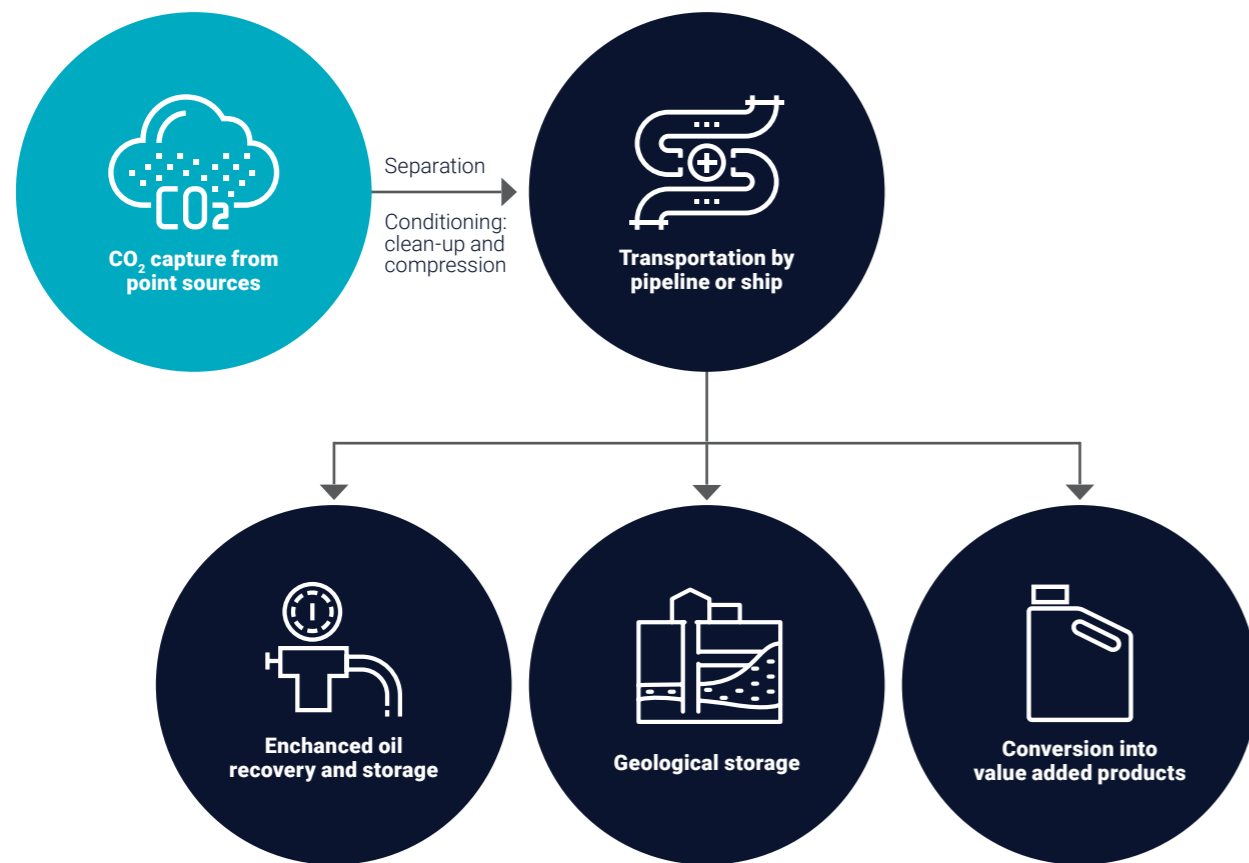 CO2
CO₂ capture from
point sources
Separation
Conditioning:
clean-up and
compression
Transportation by
pipeline or ship
Enchanced oil
recovery and storage
Geological storage
Conversion into
value added products